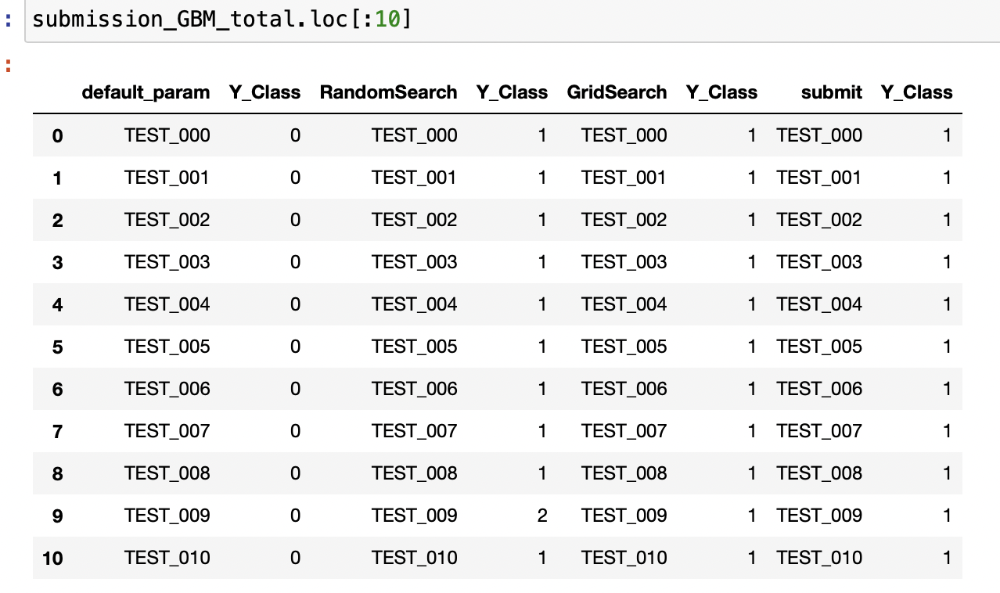 : submission_GBM_total.loc[:10]
:
default_param Y_Class RandomSearch Y_Class GridSearch Y_Class submit Y_Class
0 TEST_000 0 TEST_000 1 TEST_000 1 TEST_000 1
1 TEST_001 0 TEST_001 1 TEST_001 1 TEST_001 1
2 TEST_002 0 TEST_002 1 TEST_002 1 TEST_002 1
3 TEST_003 0 TEST_003 1 TEST_003 1 TEST_003 1
4 TEST_004 0 TEST_004 1 TEST_004 1 TEST_004 1
5 TEST_005 0 TEST_005 1 TEST_005 1 TEST_005 1
6 TEST_006 0 TEST_006 1 TEST_006 1 TEST_006 1
7 TEST_007 0 TEST_007 1 TEST_007 1 TEST_007 1
8 TEST_008 0 TEST_008 1 TEST_008 1 TEST_008 1
9 TEST_009 0 TEST_009 2 TEST_009 1 TEST_009 1
10 TEST_010 0 TEST_010 1 TEST_010 1 TEST_010 1